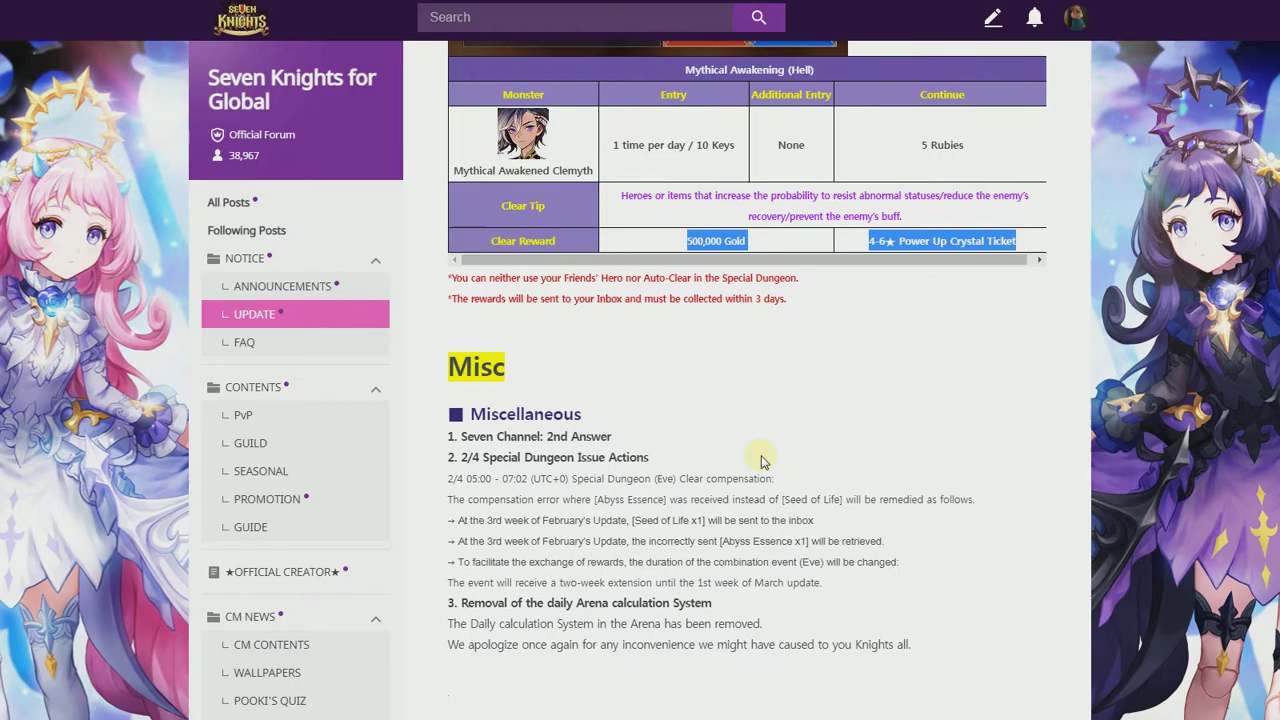 SEVEN KNIGHTS
Search
Seven Knights for
Global
Official Forum
38,967
All Posts
Following Posts
NOTICE
ANNOUNCEMENTS
UPDATE
FAQ
CONTENTS
PvP
GUILD
SEASONAL
PROMOTION
GUIDE
★OFFICIAL CREATOR★
CM NEWS
CM CONTENTS
WALLPAPERS
POOKI'S QUIZ
Mythical Awakening (Hell)
Monster Entry Additional Entry Continue
1 time per day / 10 Keys None 5 Rubies
Mythical Awakened Clemyth
Clear Tip
Heroes or items that increase the probability to resist abnormal statuses/reduce the enemy's
recovery/prevent the enemy's buff.
Clear Reward 500,000 Gold 4-6★ Power Up Crystal Ticket
*You can neither use your Friends' Hero nor Auto-Clear in the Special Dungeon.
*The rewards will be sent to your Inbox and must be collected within 3 days.
Misc
■ Miscellaneous
1. Seven Channel: 2nd Answer
2. 2/4 Special Dungeon Issue Actions
2/4 05:00 - 07:02 (UTC+0) Special Dungeon (Eve) Clear compensation:
The compensation error where [Abyss Essence] was received instead of [Seed of Life] will be remedied as follows.
→ At the 3rd week of February's Update, [Seed of Life x1] will be sent to the inbox
→ At the 3rd week of February's Update, the incorrectly sent [Abyss Essence x1] will be retrieved.
→ To facilitate the exchange of rewards, the duration of the combination event (Eve) will be changed:
The event will receive a two-week extension until the 1st week of March update.
3. Removal of the daily Arena calculation System
The Daily calculation System in the Arena has been removed.
We apologize once again for any inconvenience we might have caused to you Knights all.
.